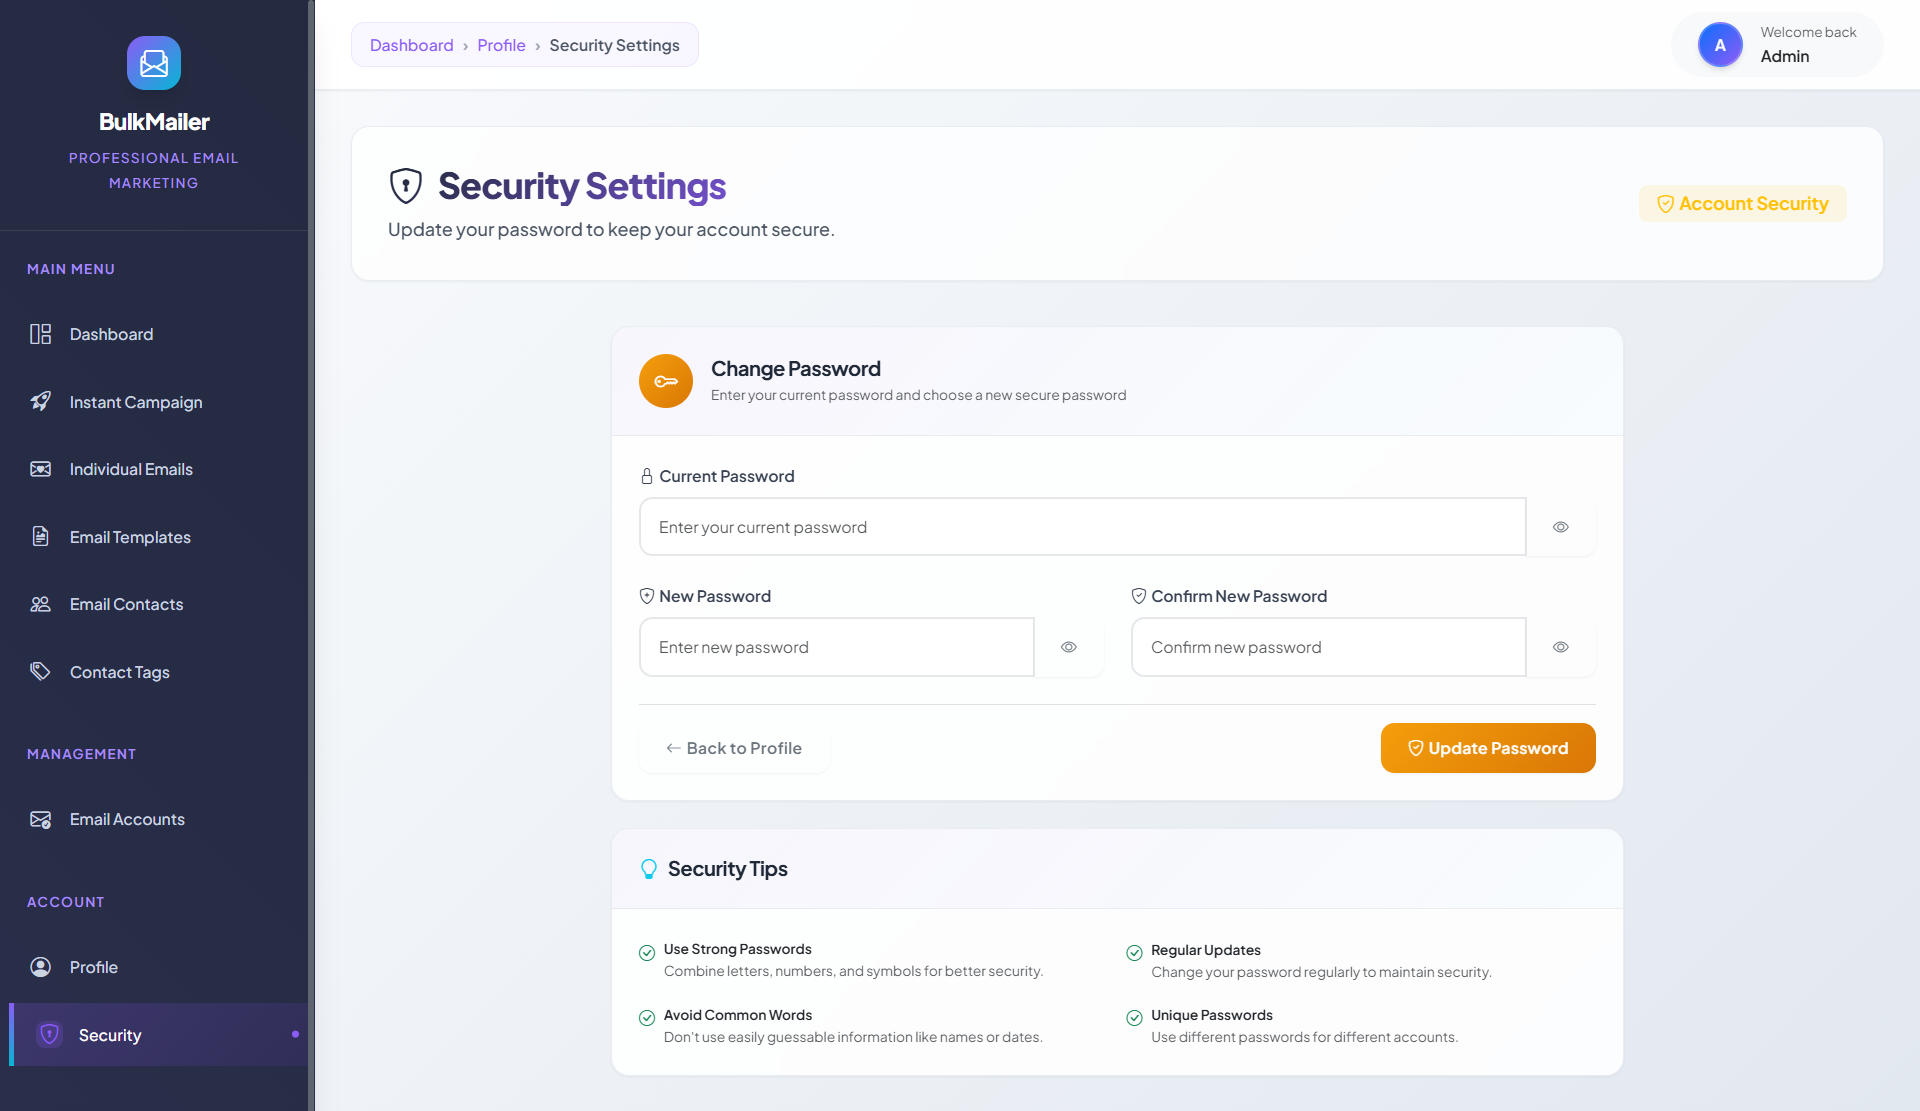 BulkMailer
PROFESSIONAL EMAIL
MARKETING
MAIN MENU
Dashboard
Instant Campaign
Individual Emails
Email Templates
Email Contacts
Contact Tags
MANAGEMENT
Email Accounts
ACCOUNT
Profile
Security
Dashboard › Profile › Security Settings
A
Welcome back
Admin
Security Settings
Update your password to keep your account secure.
Account Security
Change Password
Enter your current password and choose a new secure password
Current Password
Enter your current password
New Password
Enter new password
Confirm New Password
Confirm new password
← Back to Profile
Update Password
Security Tips
Use Strong Passwords
Combine letters, numbers, and symbols for better security.
Regular Updates
Change your password regularly to maintain security.
Avoid Common Words
Don't use easily guessable information like names or dates.
Unique Passwords
Use different passwords for different accounts.